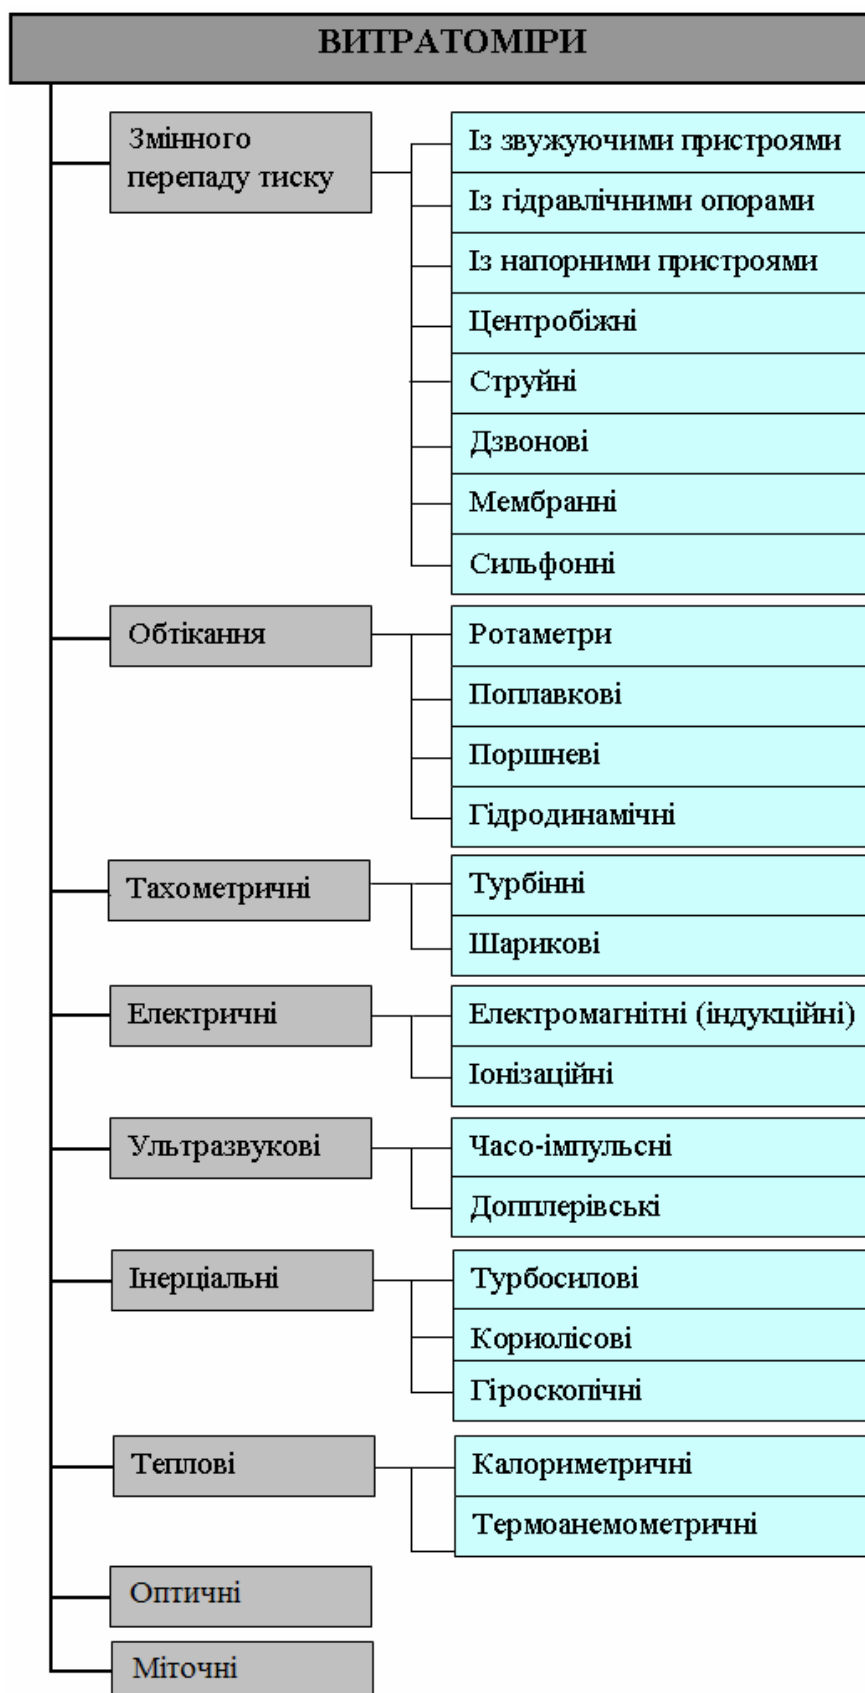 ВИТРАТОМІРИ
Змінного
перепаду тиску
Із звужуючими пристроями
Із гідравлічними опорами
Із напорними пристроями
Центробіжні
Струйні
Дзвонові
Мембранні
Сильфонні
Обтікання
Ротаметри
Поплавкові
Поршневі
Гідродинамічні
Тахометричні
Турбінні
Шарикові
Електричні
Електромагнітні (індукційні)
Іонізаційні
Ультразвукові
Часо-імпульсні
Допплерівські
Інерціальні
Турбосилові
Кориолісові
Гіроскопічні
Теплові
Калориметричні
Термоанемометричні
Оптичні
Міточні